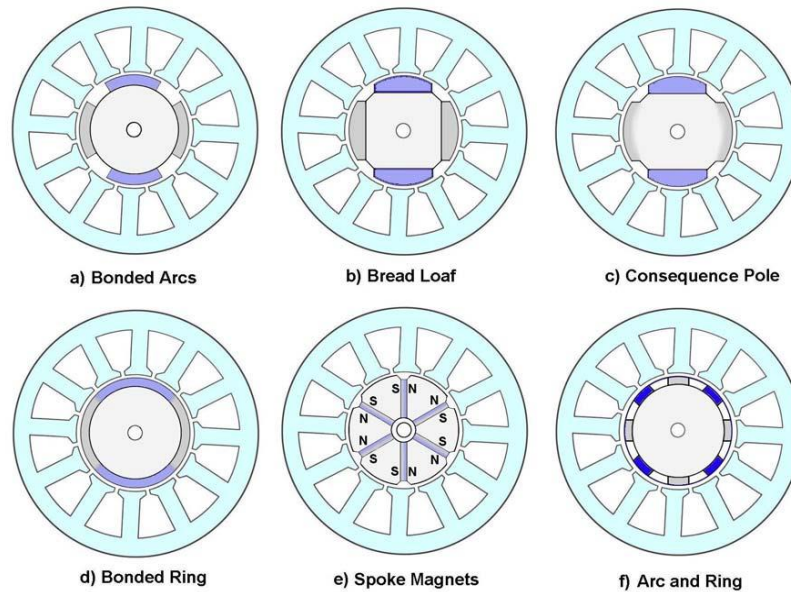 a) Bonded Arcs
b) Bread Loaf
c) Consequence Pole
S N
S N
N S
N S
S N
S N
d) Bonded Ring
e) Spoke Magnets
f) Arc and Ring